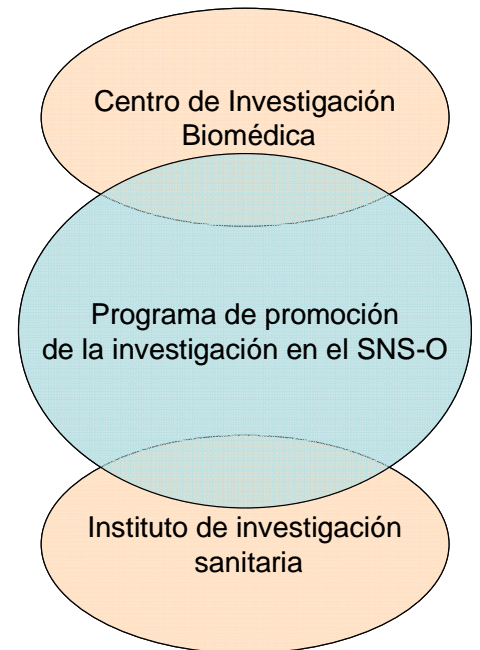 Centro de Investigación
Biomédica
Programa de promoción
de la investigación en el SNS-O
Instituto de investigación
sanitaria